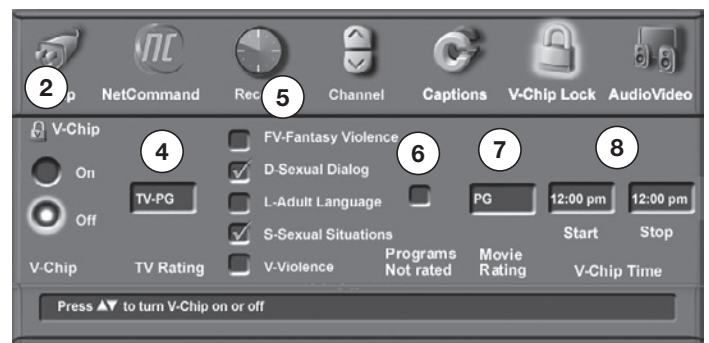 2
NetCommand
5
Channel
Captions
V-Chip Lock
AudioVideo
V-Chip
On
Off
V-Chip
4
TV-PG
TV Rating
FV-Fantasy Violence
D-Sexual Dialog
L-Adult Language
S-Sexual Situations
V-Violence
6
Programs
Not rated
7
PG
Movie
Rating
8
12:00 pm
12:00 pm
Start
Stop
V-Chip Time
Press ▲▼ to turn V-Chip on or off